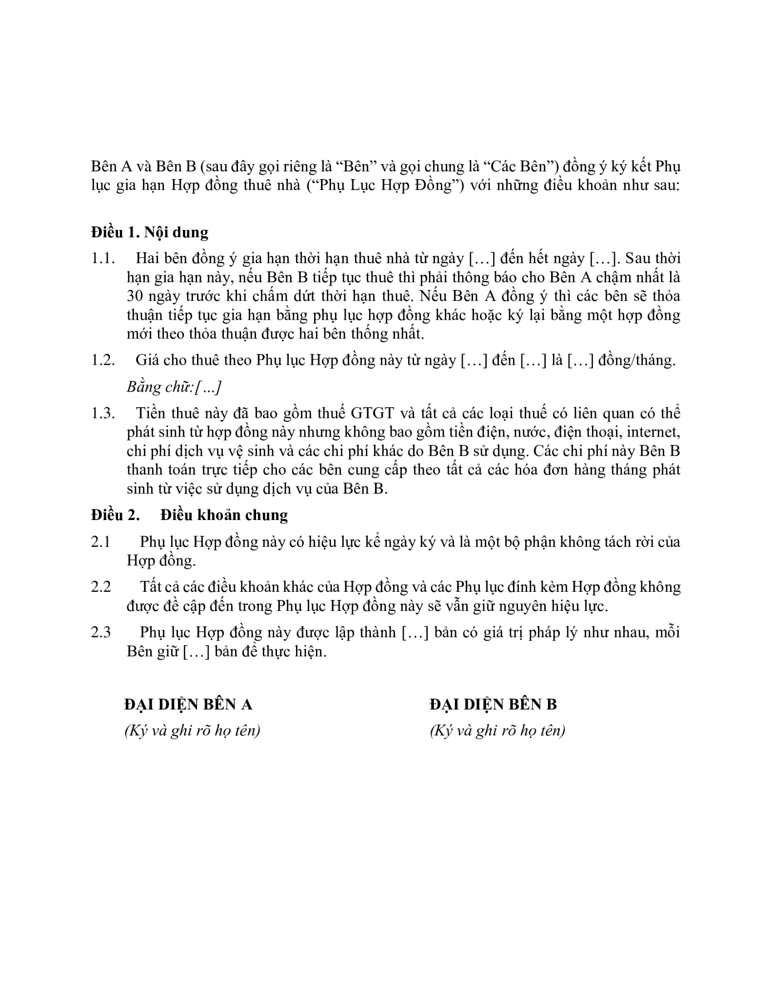 Bên A và Bên B (sau đây gọi riêng là “Bên” và gọi chung là “Các Bên”) đồng ý ký kết Phụ
lục gia hạn Hợp đồng thuê nhà (“Phụ Lục Hợp Đồng”) với những điều khoản như sau:
Điều 1. Nội dung
1.1. Hai bên đồng ý gia hạn thời hạn thuê nhà từ ngày […] đến hết ngày […]. Sau thời
hạn gia hạn này, nếu Bên B tiếp tục thuê thì phải thông báo cho Bên A chậm nhất là
30 ngày trước khi chấm dứt thời hạn thuê. Nếu Bên A đồng ý thì các bên sẽ thỏa
thuận tiếp tục gia hạn bằng phụ lục hợp đồng khác hoặc ký lại bằng một hợp đồng
mới theo thỏa thuận được hai bên thống nhất.
1.2. Giá cho thuê theo Phụ lục Hợp đồng này từ ngày […] đến […] là […] đồng/tháng.
Bằng chữ:[…]
1.3. Tiền thuê này đã bao gồm thuế GTGT và tất cả các loại thuế có liên quan có thể
phát sinh từ hợp đồng này nhưng không bao gồm tiền điện, nước, điện thoại, internet,
chi phí dịch vụ vệ sinh và các chi phí khác do Bên B sử dụng. Các chi phí này Bên B
thanh toán trực tiếp cho các bên cung cấp theo tất cả các hóa đơn hàng tháng phát
sinh từ việc sử dụng dịch vụ của Bên B.
Điều 2. Điều khoản chung
2.1 Phụ lục Hợp đồng này có hiệu lực kể ngày ký và là một bộ phận không tách rời của
Hợp đồng.
2.2 Tất cả các điều khoản khác của Hợp đồng và các Phụ lục đính kèm Hợp đồng không
được đề cập đến trong Phụ lục Hợp đồng này sẽ vẫn giữ nguyên hiệu lực.
2.3 Phụ lục Hợp đồng này được lập thành […] bản có giá trị pháp lý như nhau, mỗi
Bên giữ […] bản để thực hiện.
ĐẠI DIỆN BÊN A ĐẠI DIỆN BÊN B
(Ký và ghi rõ họ tên) (Ký và ghi rõ họ tên)